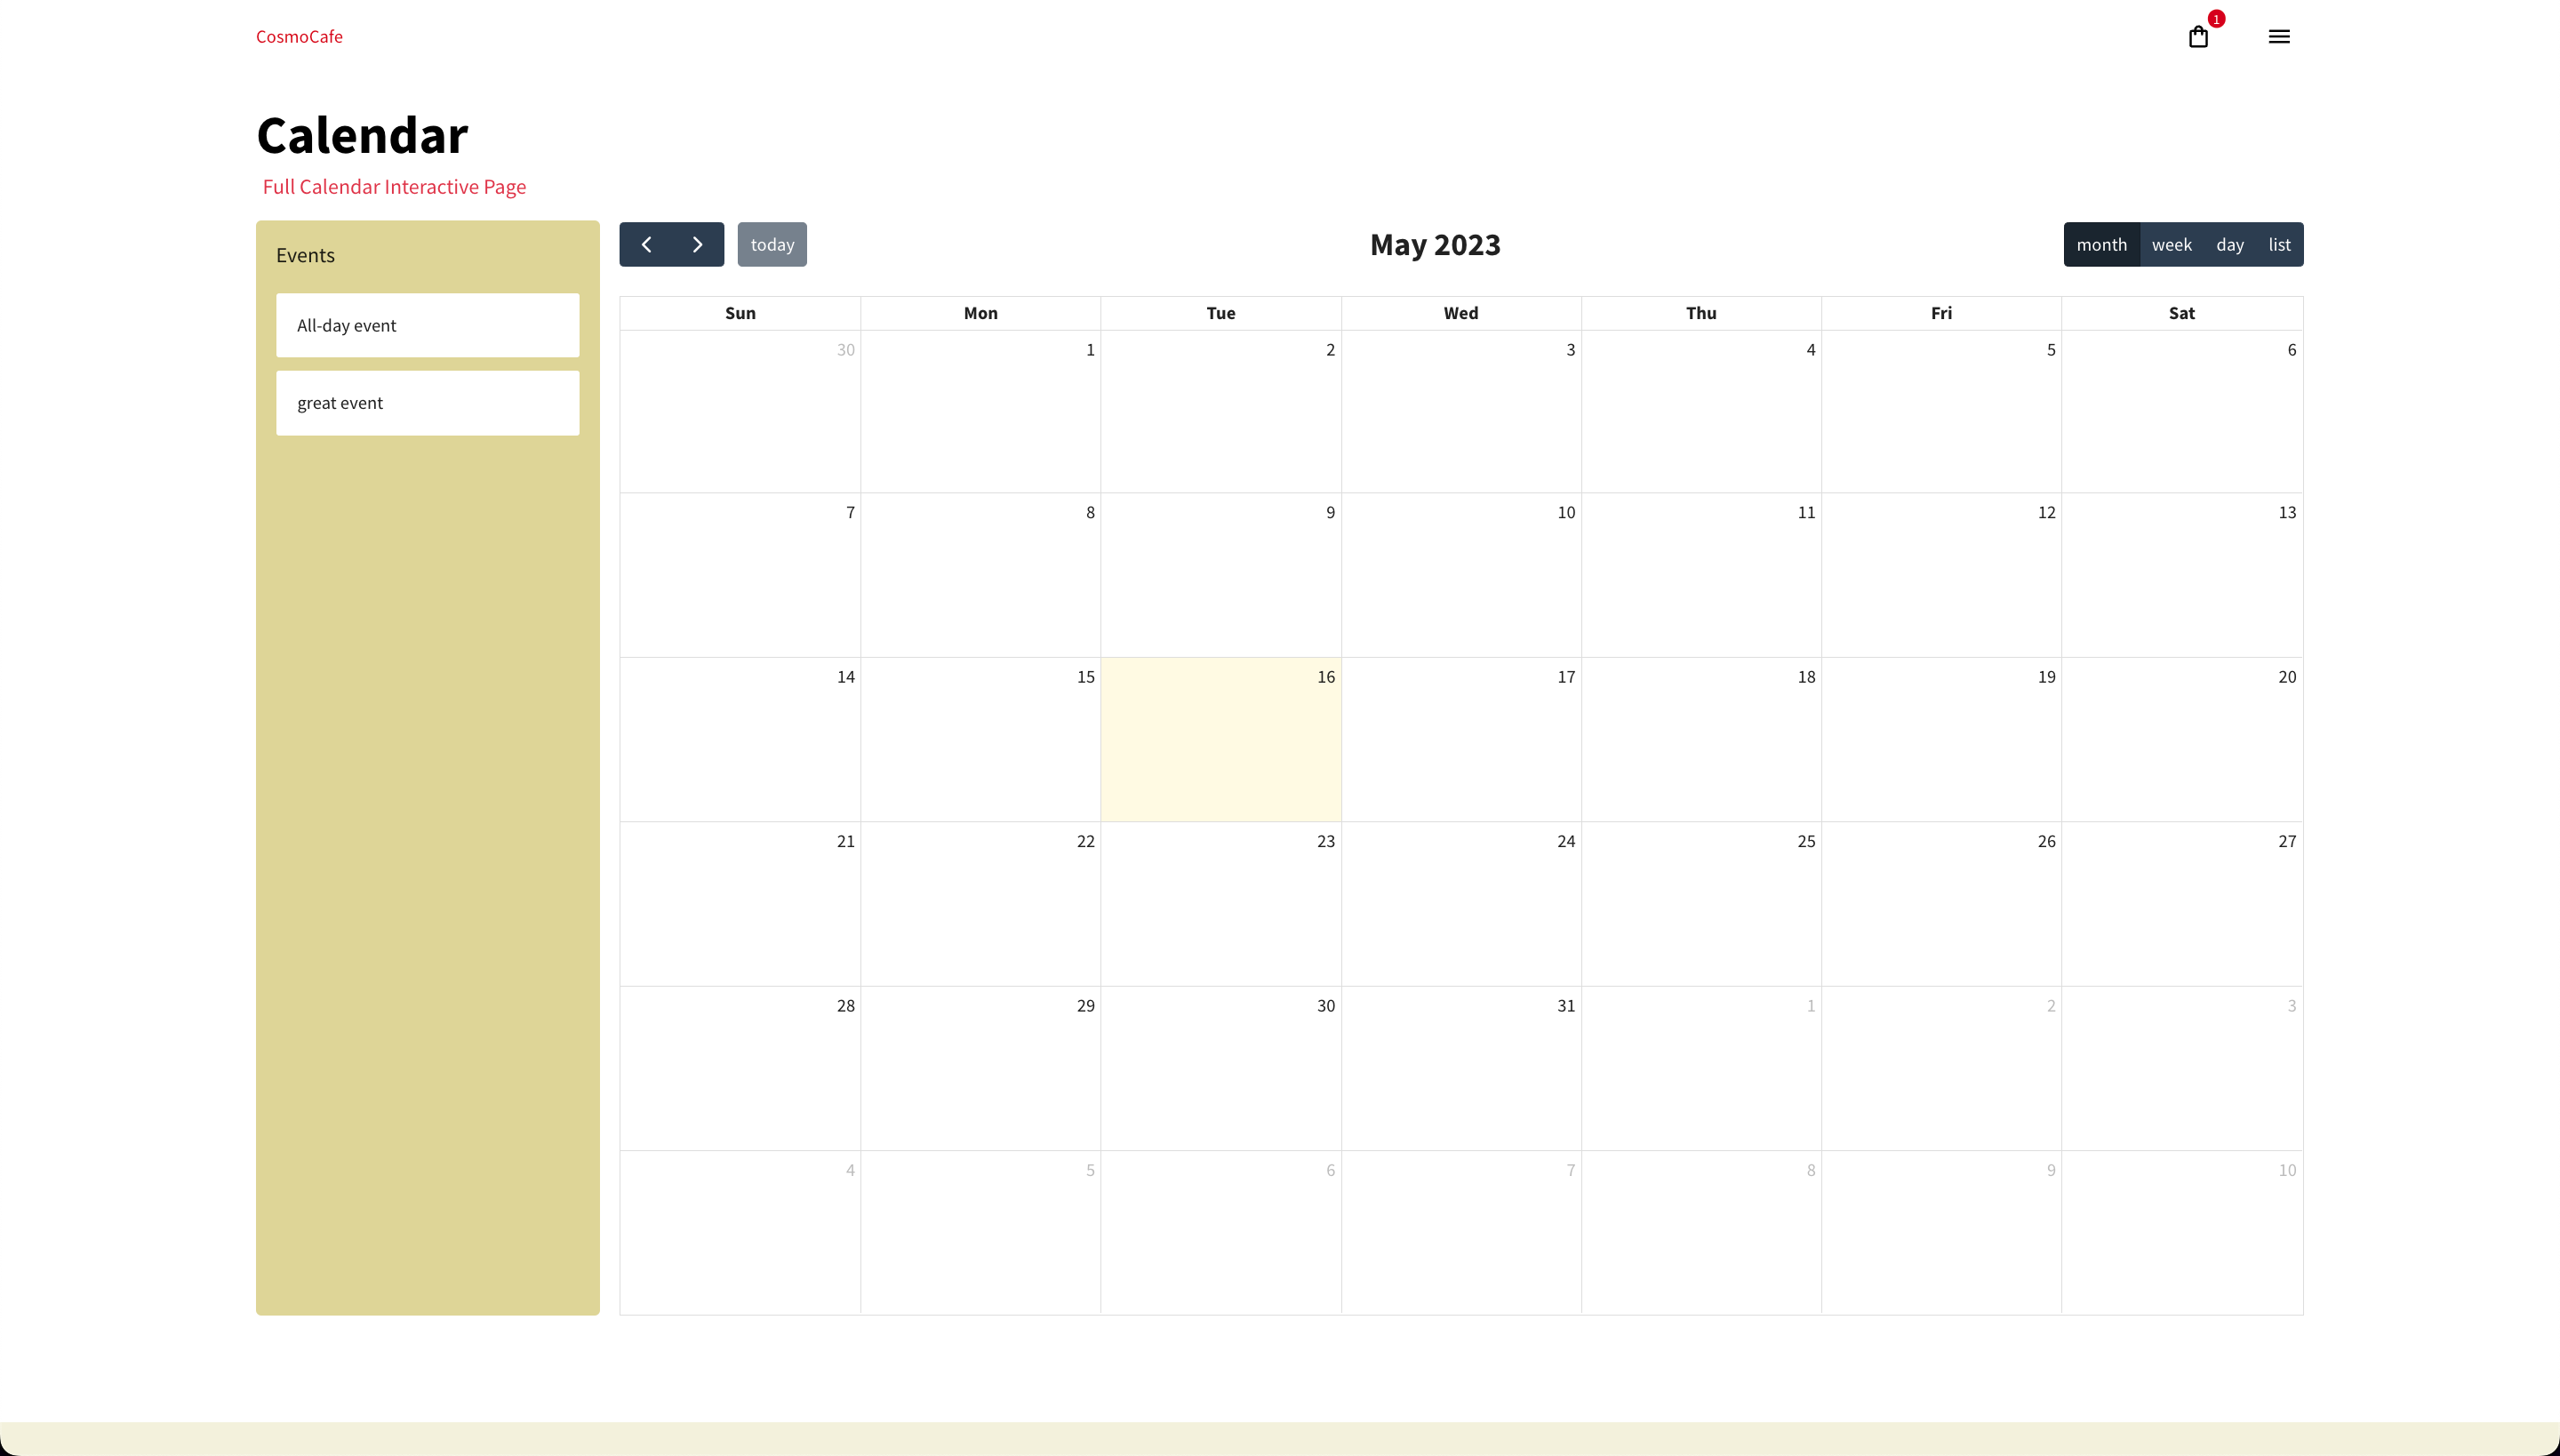 CosmoCafe
1
Calendar
Full Calendar Interactive Page
Events
All-day event
great event
today
May 2023
month week day list
Sun Mon Tue Wed Thu Fri Sat
30 1 2 3 4 5 6
7 8 9 10 11 12 13
14 15 16 17 18 19 20
21 22 23 24 25 26 27
28 29 30 31 1 2 3
4 5 6 7 8 9 10